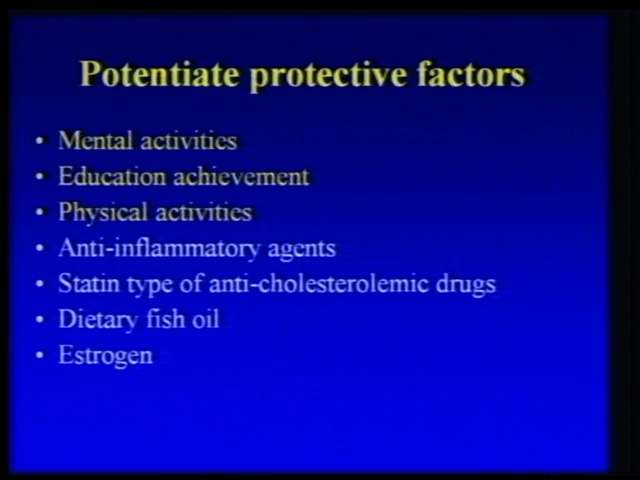 Potentiate protective factors
• Mental activities
• Education achievement
• Physical activities
• Anti-inflammatory agents
• Statin type of anti-cholesterolemic drugs
• Dietary fish oil
• Estrogen